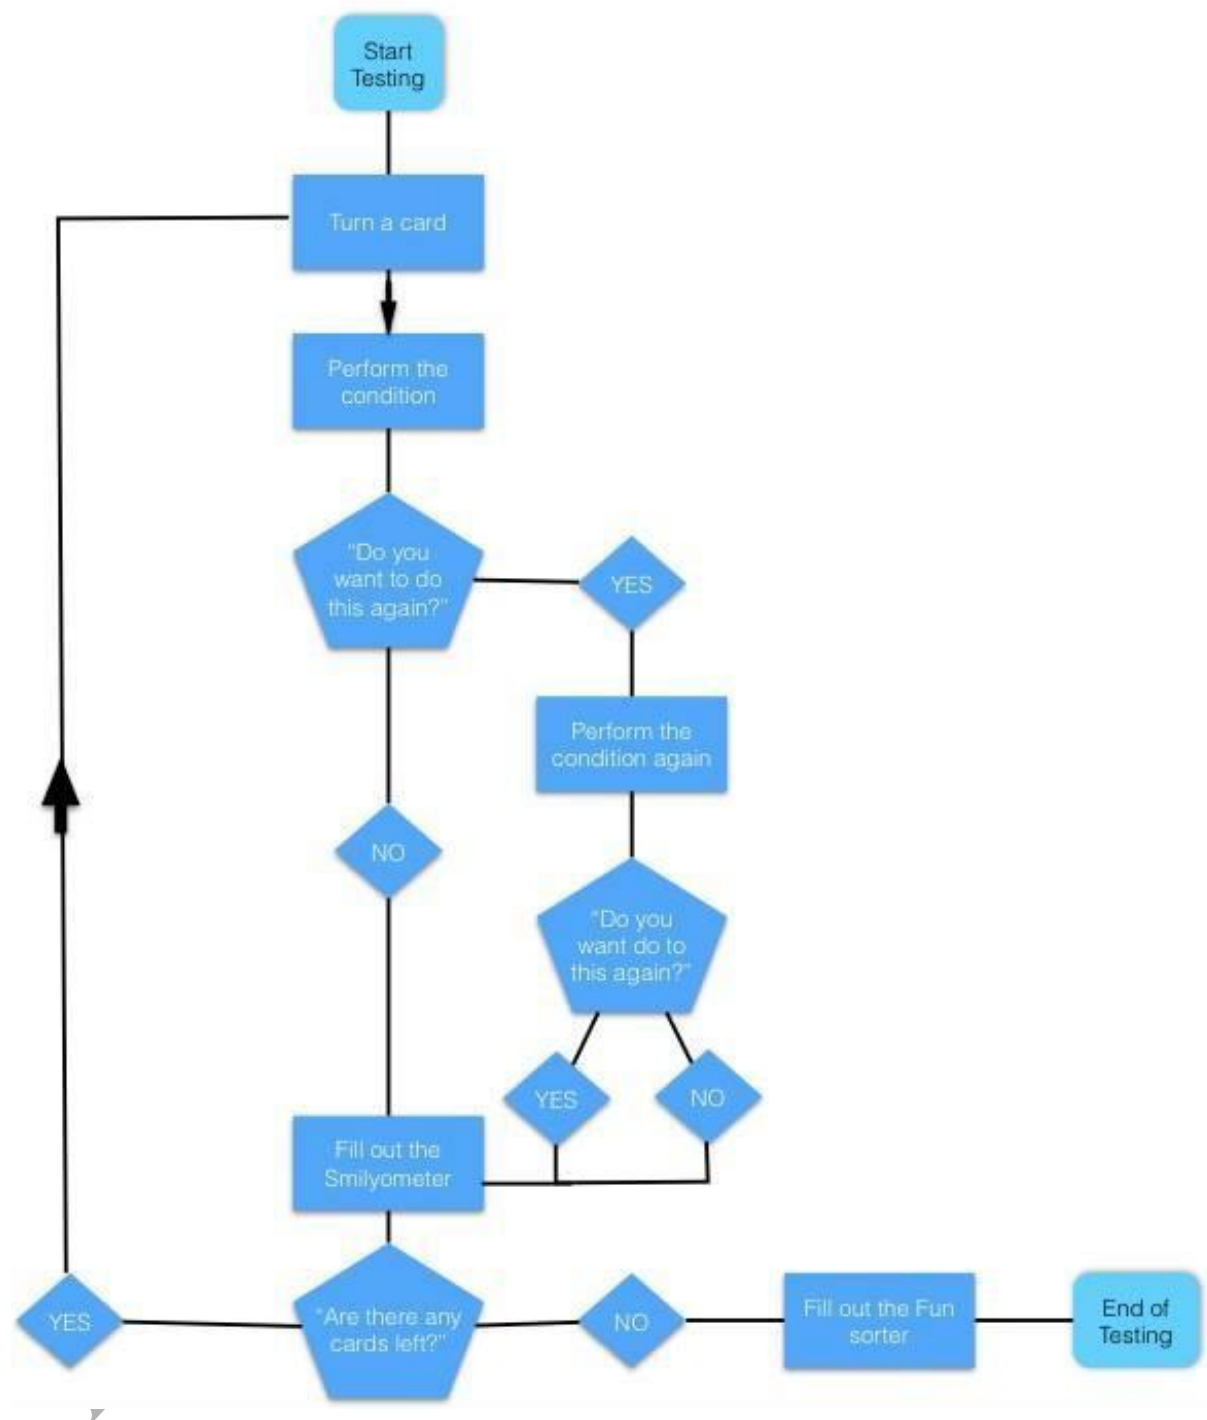 Start
Testing
Turn a card
Perform the
condition
"Do you
want to do
this again?"
YES
Perform the
condition again
NO
"Do you
want do to
this again?"
YES
NO
Fill out the
Smilyometer
YES
"Are there any
cards left?"
NO
Fill out the Fun
sorter
End of
Testing